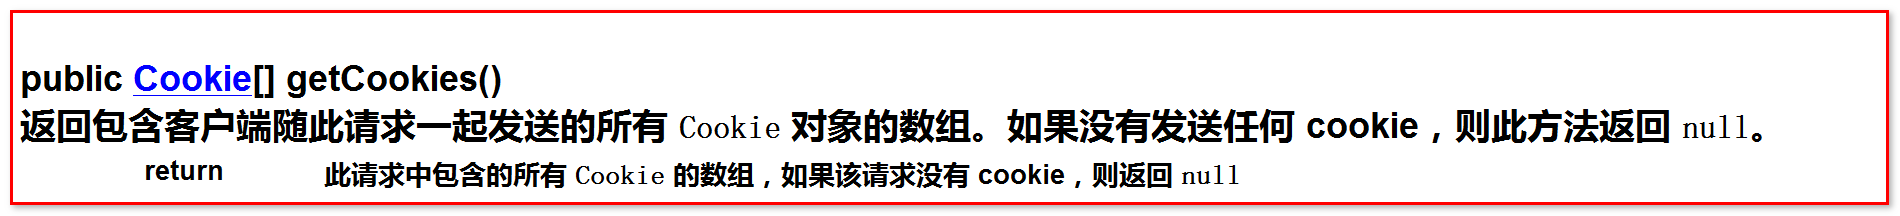 public Cookie[] getCookies()
返回包含客户端随此请求一起发送的所有 Cookie 对象的数组。如果没有发送任何 cookie，则此方法返回 null。
return 此请求中包含的所有 Cookie 的数组，如果该请求没有 cookie，则返回 null